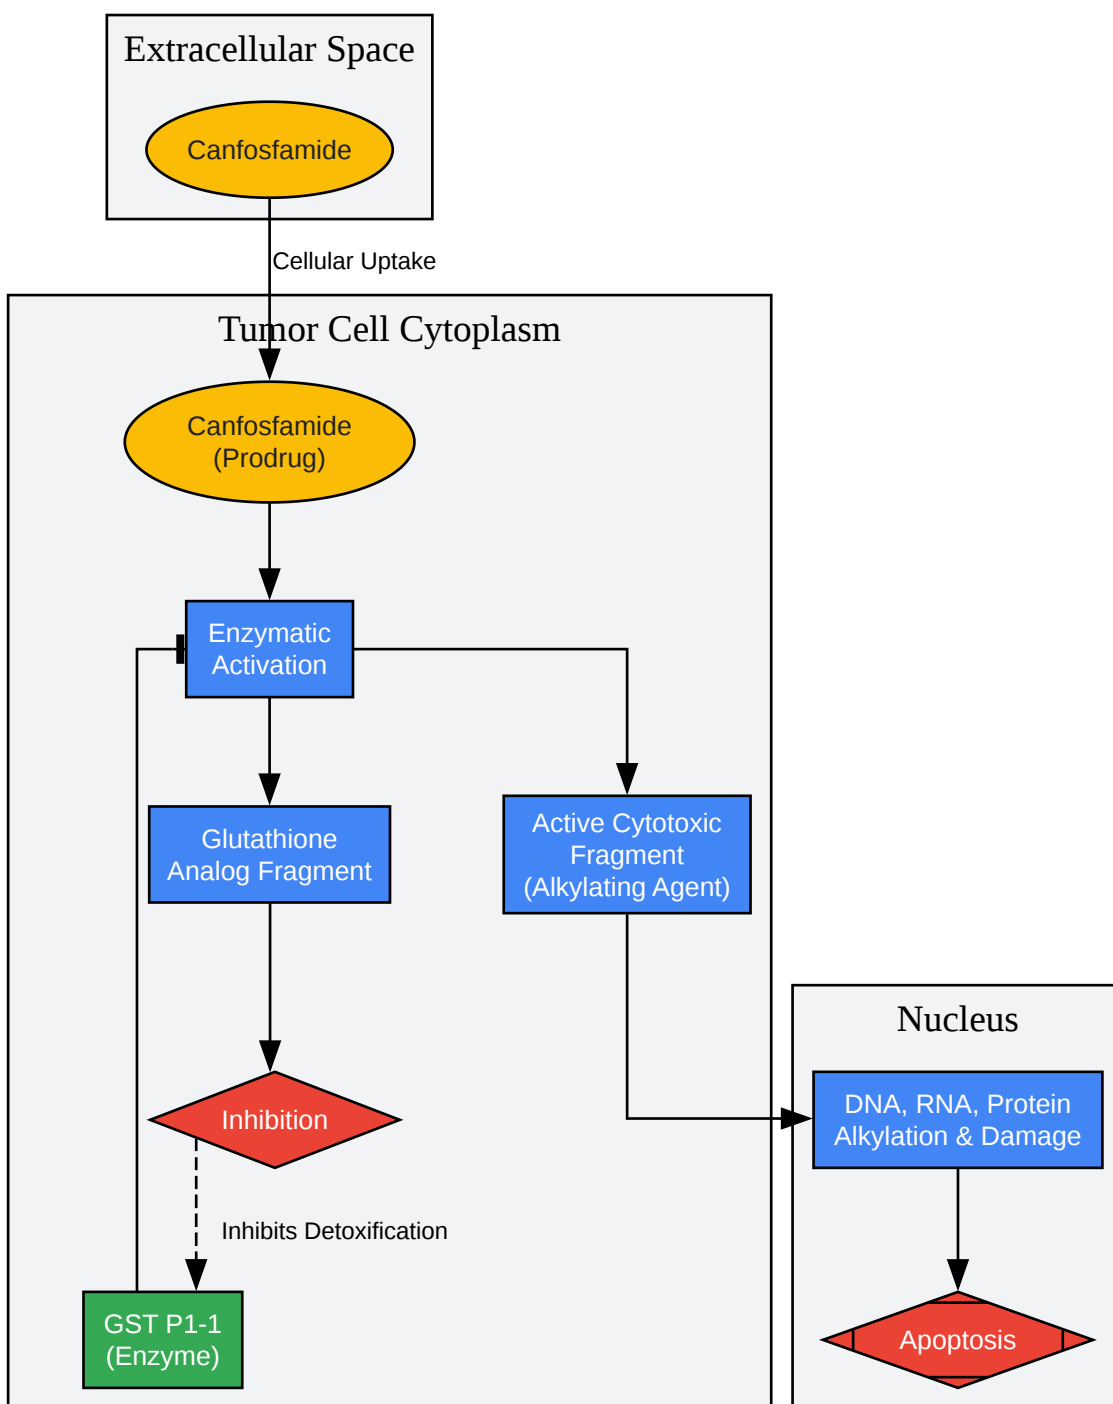 Extracellular Space
Canfosfamide
Cellular Uptake
Tumor Cell Cytoplasm
Canfosfamide
(Prodrug)
Enzymatic
Activation
Glutathione
Analog Fragment
Active Cytotoxic
Fragment
(Alkylating Agent)
Inhibition
Inhibits Detoxification
GST P1-1
(Enzyme)
Nucleus
DNA, RNA, Protein
Alkylation & Damage
Apoptosis